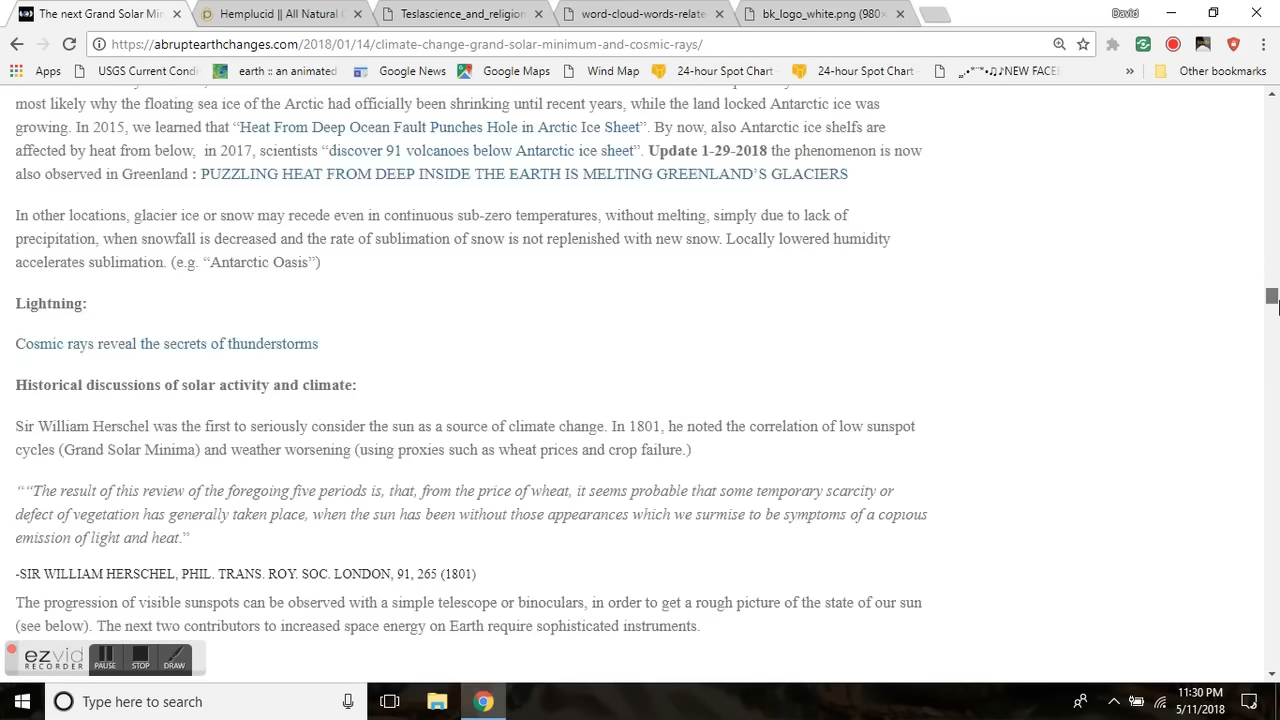 The next Grand Solar Min
Hemplucid || All Natural
Teslascience_and_religion
word-cloud-words-relate
bk_logo_white.png (980×
David
https://abruptearthchanges.com/2018/01/14/climate-change-grand-solar-minimum-and-cosmic-rays/
Apps USGS Current Condi earth :: an animated Google News Google Maps Wind Map 24-hour Spot Chart 24-hour Spot Chart NEW FACE » Other bookmarks
most likely why the floating sea ice of the Arctic had officially been shrinking until recent years, while the land locked Antarctic ice was
growing. In 2015, we learned that “Heat From Deep Ocean Fault Punches Hole in Arctic Ice Sheet”. By now, also Antarctic ice shelfs are
affected by heat from below, in 2017, scientists “discover 91 volcanoes below Antarctic ice sheet”. Update 1-29-2018 the phenomenon is now
also observed in Greenland : PUZZLING HEAT FROM DEEP INSIDE THE EARTH IS MELTING GREENLAND’S GLACIERS
In other locations, glacier ice or snow may recede even in continuous sub-zero temperatures, without melting, simply due to lack of
precipitation, when snowfall is decreased and the rate of sublimation of snow is not replenished with new snow. Locally lowered humidity
accelerates sublimation. (e.g. “Antarctic Oasis”)
Lightning:
Cosmic rays reveal the secrets of thunderstorms
Historical discussions of solar activity and climate:
Sir William Herschel was the first to seriously consider the sun as a source of climate change. In 1801, he noted the correlation of low sunspot
cycles (Grand Solar Minima) and weather worsening (using proxies such as wheat prices and crop failure.)
““The result of this review of the foregoing five periods is, that, from the price of wheat, it seems probable that some temporary scarcity or
defect of vegetation has generally taken place, when the sun has been without those appearances which we surmise to be symptoms of a copious
emission of light and heat.”
-SIR WILLIAM HERSCHEL, PHIL. TRANS. ROY. SOC. LONDON, 91, 265 (1801)
The progression of visible sunspots can be observed with a simple telescope or binoculars, in order to get a rough picture of the state of our sun
(see below). The next two contributors to increased space energy on Earth require sophisticated instruments.
ezvid
RECORDER
PAUSE STOP DRAW
Type here to search
11:30 PM
5/11/2018